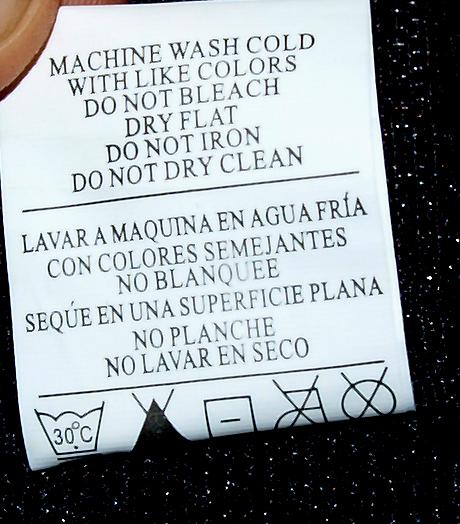 MACHINE WASH COLD
WITH LIKE COLORS
DO NOT BLEACH
DRY FLAT
DO NOT IRON
DO NOT DRY CLEAN
LAVAR A MAQUINA EN AGUA FRÍA
CON COLORES SEMEJANTES
NO BLANQUEE
SEQÚE EN UNA SUPERFICIE PLANA
NO PLANCHE
NO LAVAR EN SECO
30°C